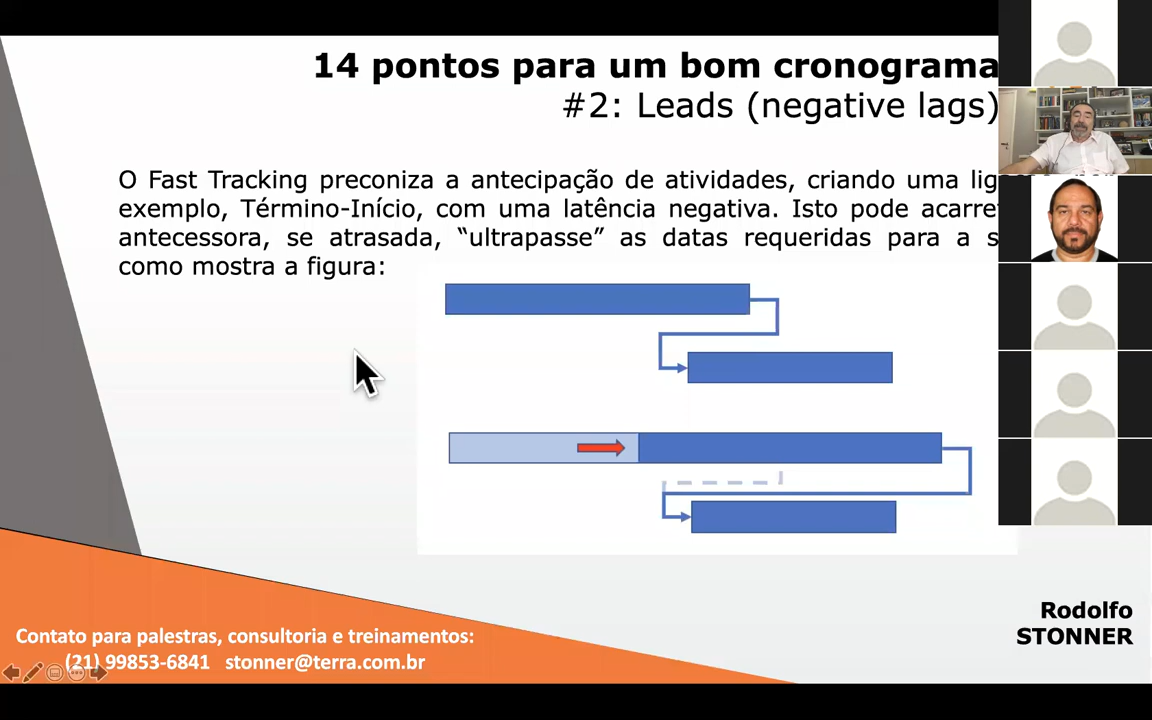 14 pontos para um bom cronograma
#2: Leads (negative lags)
O Fast Tracking preconiza a antecipação de atividades, criando uma
exemplo, Término-Início, com uma latência negativa. Isto pode
antecessora, se atrasada, “ultrapasse” as datas requeridas para a
como mostra a figura:
Rodolfo
STONNER
Contato para palestras, consultoria e treinamentos:
(21) 99853-6841 stonner@terra.com.br